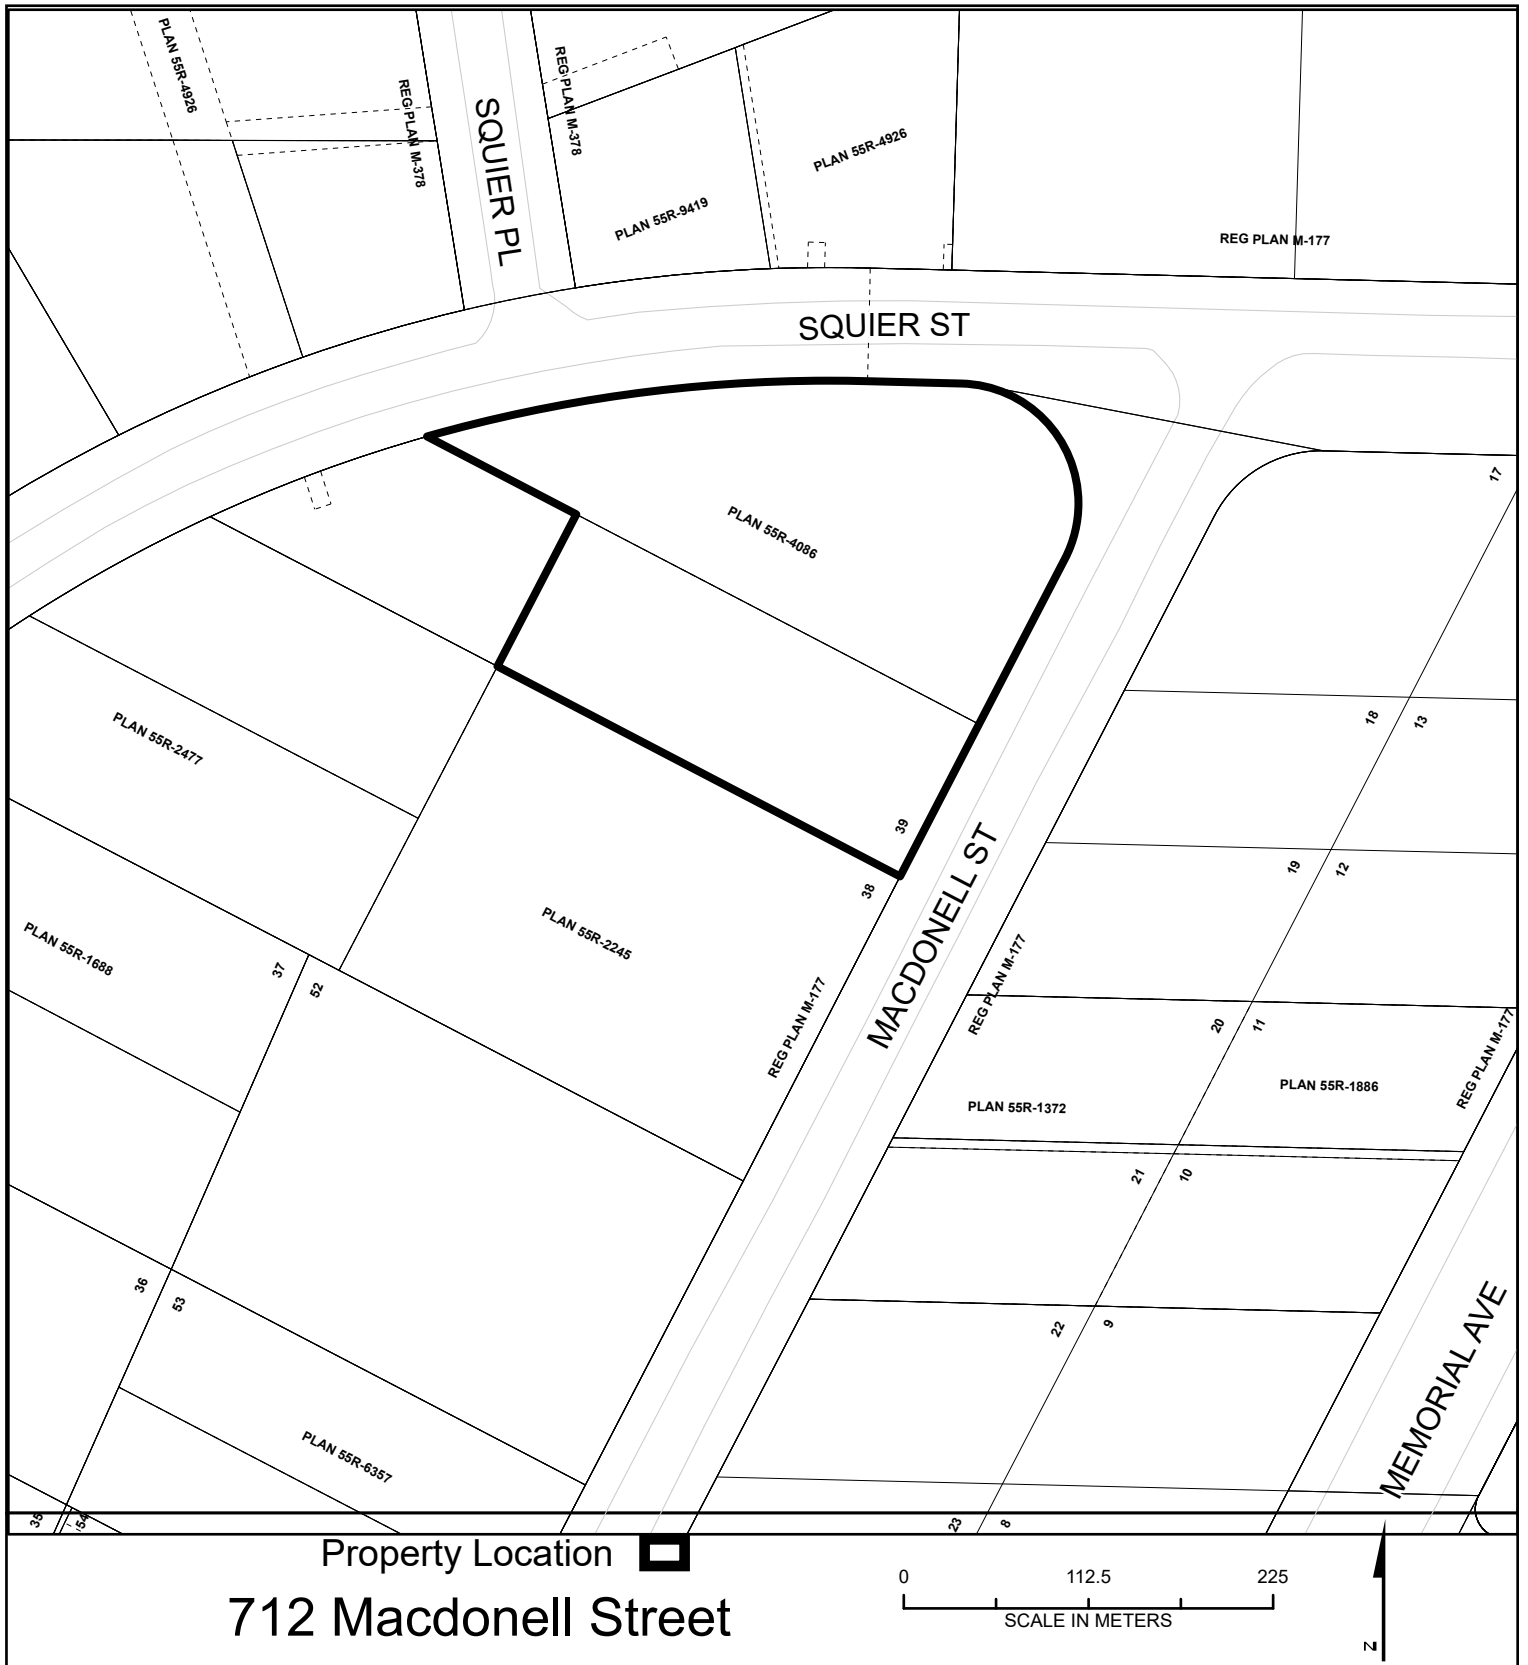 PLAN 55R-4926
REG PLAN M-378
SQUIER PL
REG PLAN M-378
PLAN 55R-9419
PLAN 55R-4926
REG PLAN M-177
SQUIER ST
17
PLAN 55R-4086
PLAN 55R-2477
18
13
39
19
12
38
MACDONELL ST
PLAN 55R-2245
PLAN 55R-1688
37
52
REG PLAN M-177
REG PLAN M-177
20
11
REG PLAN M-177
PLAN 55R-1372
PLAN 55R-1886
21
10
36
53
22
9
MEMORIAL AVE
PLAN 55R-6357
35
54
23
8
Property Location
712 Macdonell Street
0 112.5 225
SCALE IN METERS
N